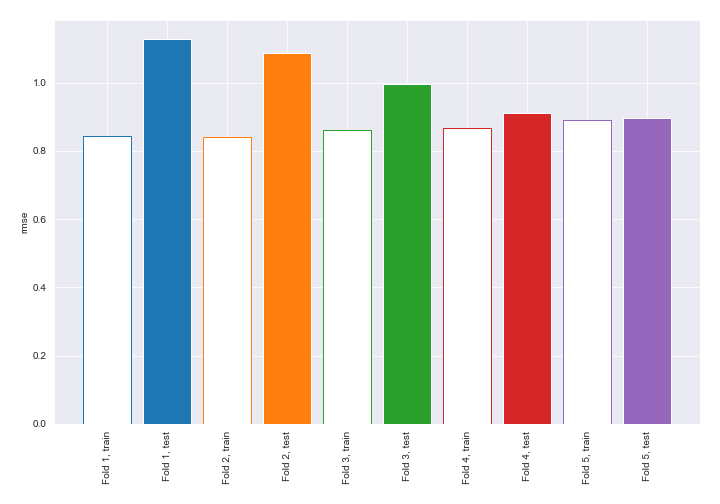 1.0
0.8
0.6
0.4
0.2
0.0
rmse
Fold 1, train
Fold 1, test
Fold 2, train
Fold 2, test
Fold 3, train
Fold 3, test
Fold 4, train
Fold 4, test
Fold 5, train
Fold 5, test